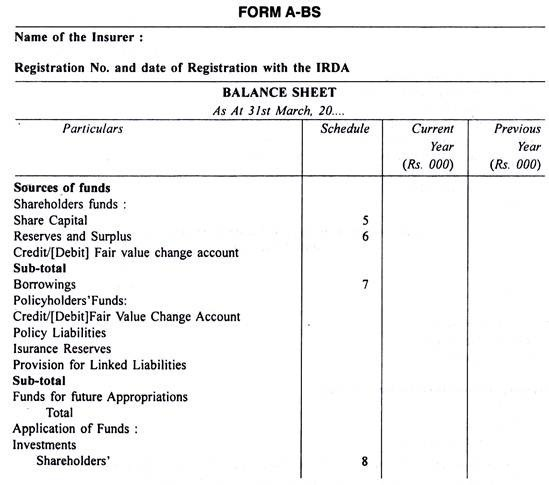 FORM A-BS
Name of the Insurer :
Registration No. and date of Registration with the IRDA
BALANCE SHEET
As At 31st March, 20....
Particulars Schedule Current Previous
Year Year
(Rs. 000) (Rs. 000)
Sources of funds
Shareholders funds :
Share Capital 5
Reserves and Surplus 6
Credit/[Debit] Fair value change account
Sub-total
Borrowings 7
Policyholders'Funds:
Credit/[Debit]Fair Value Change Account
Policy Liabilities
Isurance Reserves
Provision for Linked Liabilities
Sub-total
Funds for future Appropriations
Total
Application of Funds :
Investments
Shareholders' 8